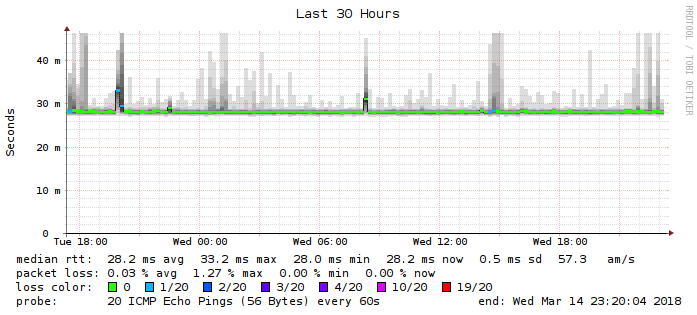 Last 30 Hours
RRDTOOL / TOBI OETIKER
Seconds
40 m
30 m
20 m
10 m
0
Tue 18:00 Wed 00:00 Wed 06:00 Wed 12:00 Wed 18:00
median rtt: 28.2 ms avg 33.2 ms max 28.0 ms min 28.2 ms now 0.5 ms sd 57.3 am/s
packet loss: 0.03 % avg 1.27 % max 0.00 % min 0.00 % now
loss color: 0 1/20 2/20 3/20 4/20 10/20 19/20
probe: 20 ICMP Echo Pings (56 Bytes) every 60s end: Wed Mar 14 23:20:04 2018